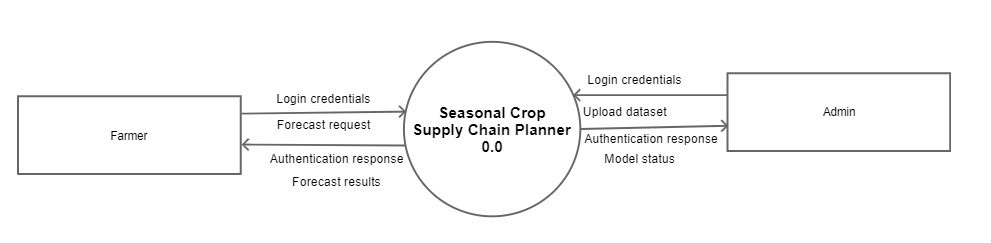 Farmer
Login credentials
Forecast request
Authentication response
Forecast results
Seasonal Crop
Supply Chain Planner
0.0
Login credentials
Upload dataset
Authentication response
Model status
Admin